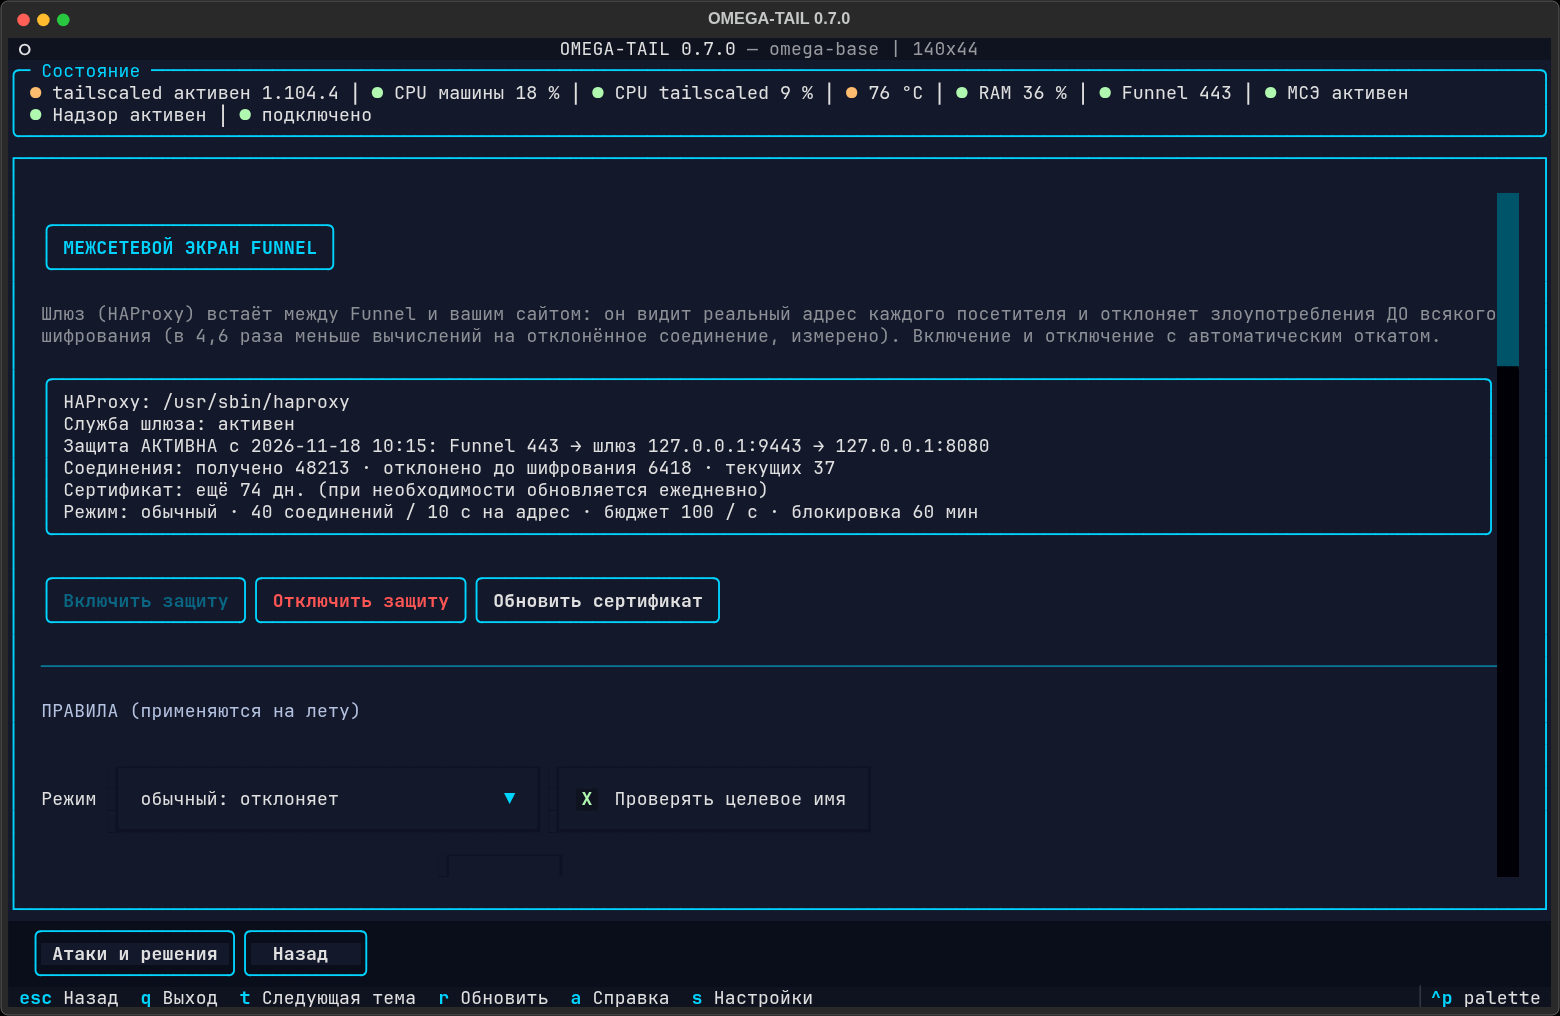 OMEGA-TAIL 0.7.0
O OMEGA-TAIL 0.7.0 — omega-base | 140x44
Состояние
● tailscaled активен 1.104.4 │ ● CPU машины 18 % │ ● CPU tailscaled 9 % │ ● 76 °C │ ● RAM 36 % │ ● Funnel 443 │ ● МСЭ активен
● Надзор активен │ ● подключено
МЕЖСЕТЕВОЙ ЭКРАН FUNNEL
Шлюз (HAProxy) встаёт между Funnel и вашим сайтом: он видит реальный адрес каждого посетителя и отклоняет злоупотребления ДО всякого
шифрования (в 4,6 раза меньше вычислений на отклонённое соединение, измерено). Включение и отключение с автоматическим откатом.
HAProxy: /usr/sbin/haproxy
Служба шлюза: активен
Защита АКТИВНА с 2026-11-18 10:15: Funnel 443 → шлюз 127.0.0.1:9443 → 127.0.0.1:8080
Соединения: получено 48213 · отклонено до шифрования 6418 · текущих 37
Сертификат: ещё 74 дн. (при необходимости обновляется ежедневно)
Режим: обычный · 40 соединений / 10 с на адрес · бюджет 100 / с · блокировка 60 мин
Включить защиту Отключить защиту Обновить сертификат
ПРАВИЛА (применяются на лету)
Режим обычный: отклоняет ▼ X Проверять целевое имя
Атаки и решения Назад
esc Назад q Выход t Следующая тема r Обновить a Справка s Настройки ^p palette